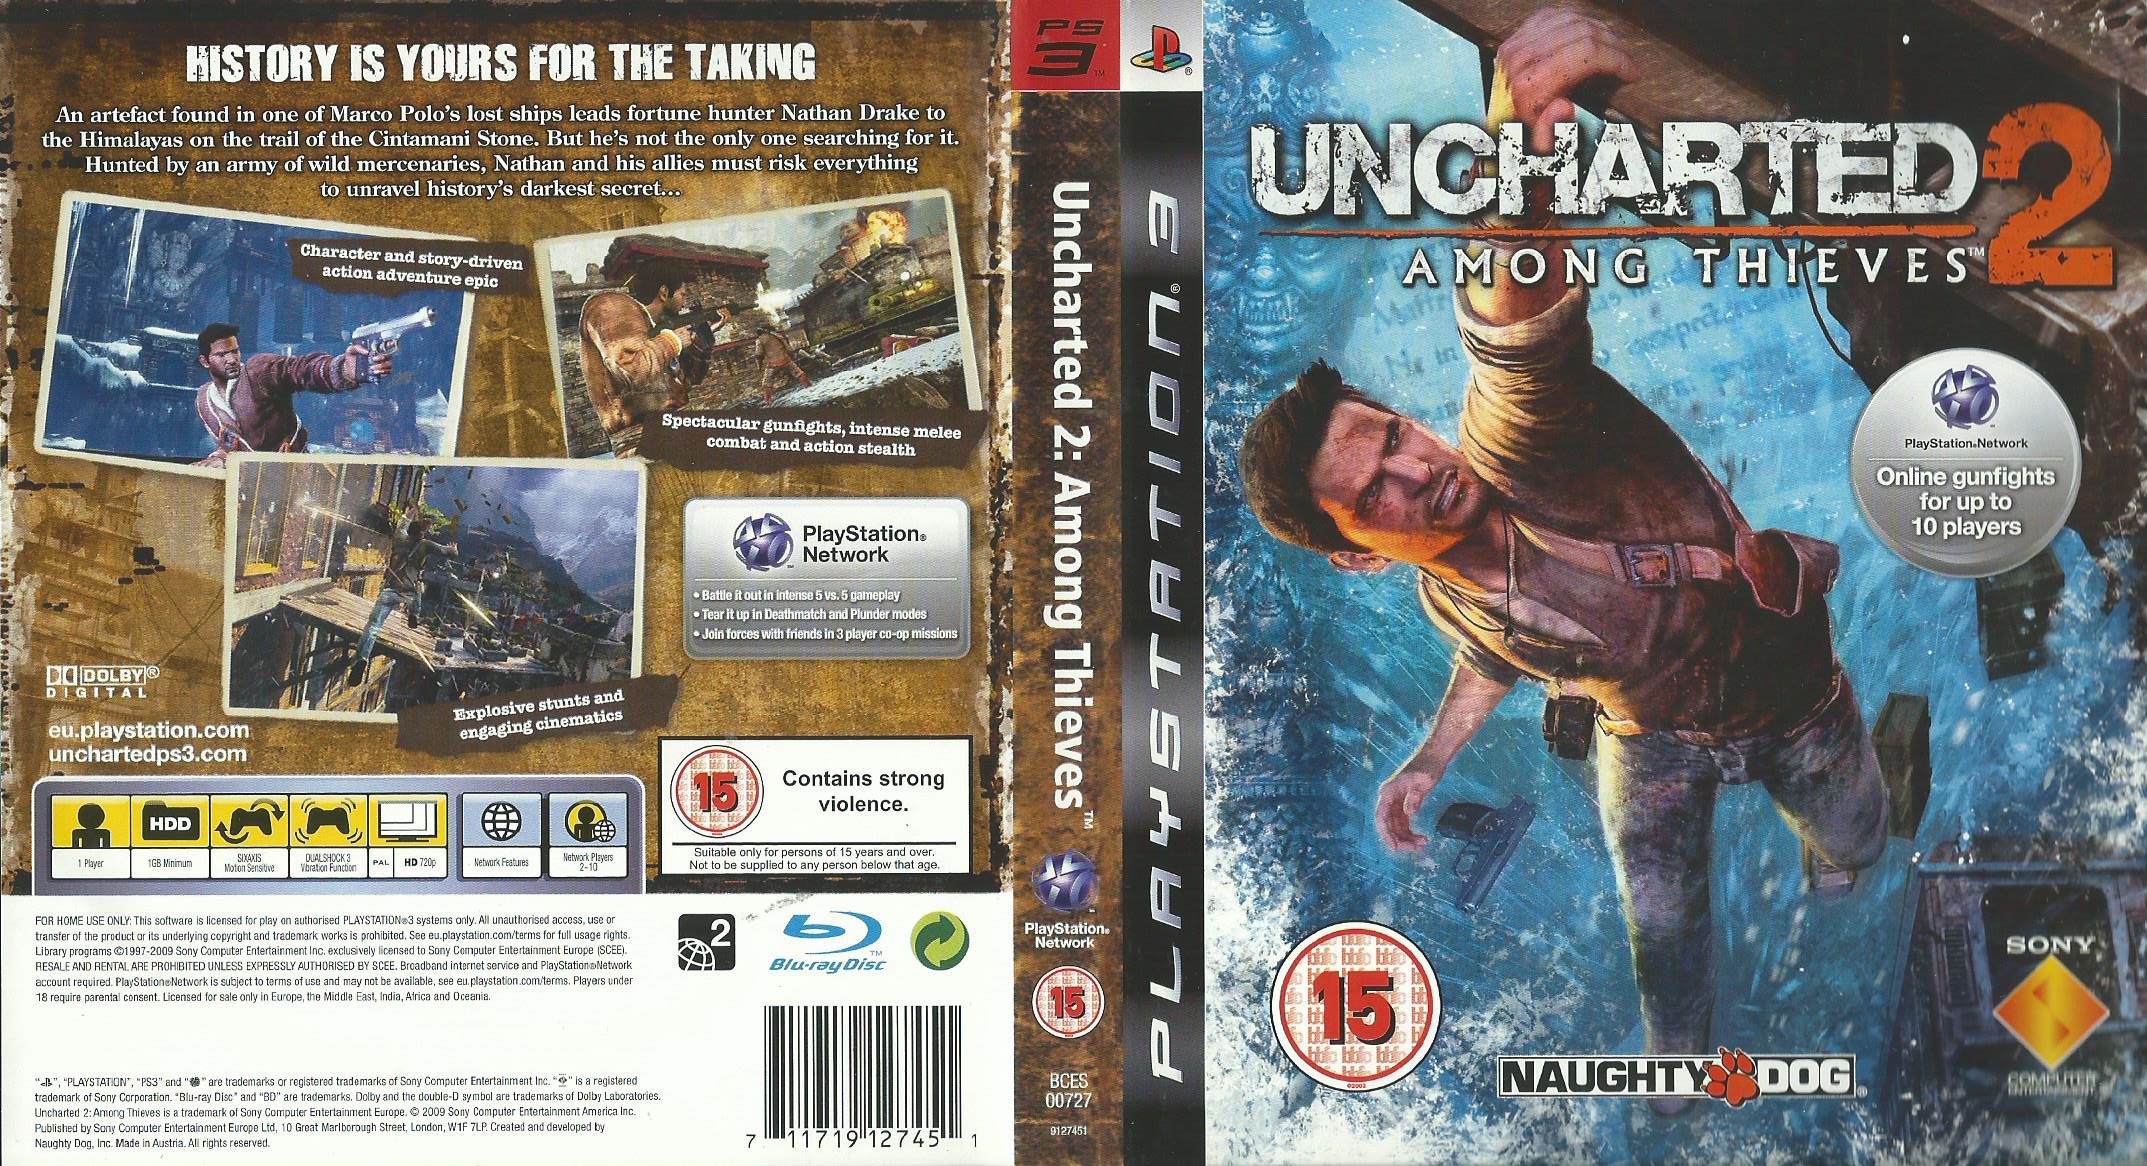 HISTORY IS YOURS FOR THE TAKING
An artefact found in one of Marco Polo's lost ships leads fortune hunter Nathan Drake to
the Himalayas on the trail of the Cintamani Stone. But he's not the only one searching for it.
Hunted by an army of wild mercenaries, Nathan and his allies must risk everything
to unravel history's darkest secret...
Character and story-driven
action adventure epic
Spectacular gunfights, intense melee
combat and action stealth
PlayStation®
Network
• Battle it out in intense 5 vs. 5 gameplay
• Tear it up in Deathmatch and Plunder modes
• Join forces with friends in 3 player co-op missions
Explosive stunts and
engaging cinematics
DOLBY®
DIGITAL
eu.playstation.com
unchartedps3.com
15
Contains strong
violence.
Suitable only for persons of 15 years and over.
Not to be supplied to any person below that age.
1 Player
HDD
1GB Minimum
SIXAXIS
Motion Sensitive
DUALSHOCK 3
Vibration Function
PAL
HD 720p
Network Features
Network Players
2-10
FOR HOME USE ONLY: This software is licensed for play on authorised PLAYSTATION®3 systems only. All unauthorised access, use or
transfer of the product or its underlying copyright and trademark works is prohibited. See eu.playstation.com/terms for full usage rights.
Library programs ©1997-2009 Sony Computer Entertainment Inc. exclusively licensed to Sony Computer Entertainment Europe (SCEE).
RESALE AND RENTAL ARE PROHIBITED UNLESS EXPRESSLY AUTHORISED BY SCEE. Broadband internet service and PlayStation®Network
account required. PlayStation®Network is subject to terms of use and may not be available, see eu.playstation.com/terms. Players under
18 require parental consent. Licensed for sale only in Europe, the Middle East, India, Africa and Oceania.
2
Blu-ray Disc™
"", "PLAYSTATION", "PS3" and "" are trademarks or registered trademarks of Sony Computer Entertainment Inc. "" is a registered
trademark of Sony Corporation. "Blu-ray Disc" and "BD" are trademarks. Dolby and the double-D symbol are trademarks of Dolby Laboratories.
Uncharted 2: Among Thieves is a trademark of Sony Computer Entertainment Europe. © 2009 Sony Computer Entertainment America Inc.
Published by Sony Computer Entertainment Europe Ltd, 10 Great Marlborough Street, London, W1F 7LP. Created and developed by
Naughty Dog, Inc. Made in Austria. All rights reserved.
7 11719 12745 1
PS
3™
Uncharted 2: Among Thieves™
PlayStation®
Network
15
BCES
00727
9127451
PLAYSTATION®3
UNCHARTED 2
AMONG THIEVES™
PlayStation®Network
Online gunfights
for up to
10 players
15
©2002
NAUGHTY DOG®
SONY
COMPUTER
ENTERTAINMENT